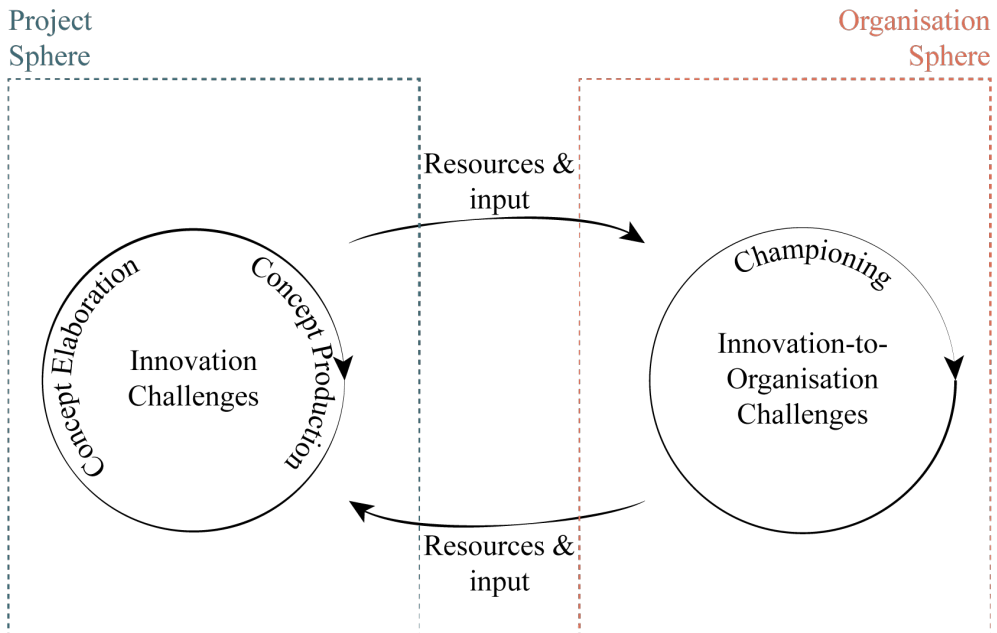 Project
Sphere
Organisation
Sphere
Resources &
input
Concept Elaboration
Concept Production
Innovation
Challenges
Championing
Innovation-to-
Organisation
Challenges
Resources &
input